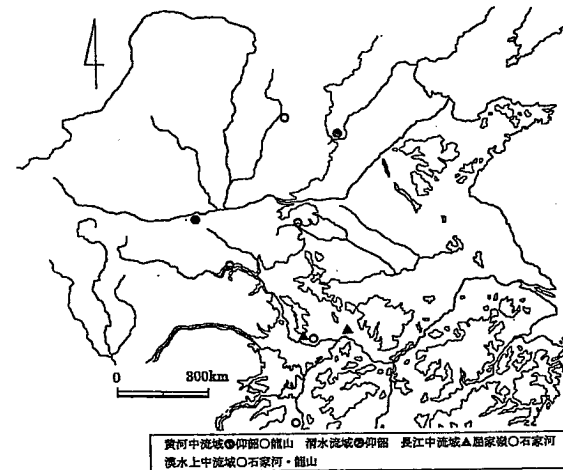 0 300km
黄河中流域●仰韶○龍山 渭水流域●仰韶 長江中流域▲屈家嶺○石家河
漢水上中流域○石家河・龍山